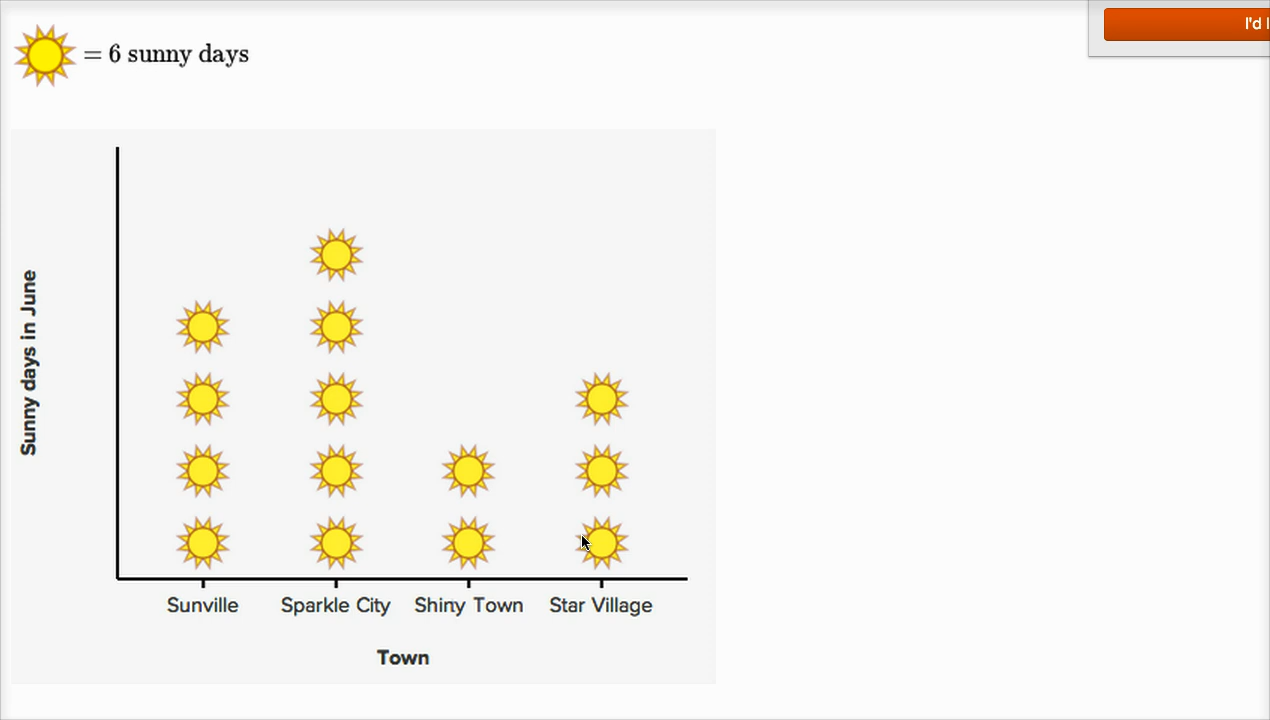 = 6 sunny days
I'd
Sunny days in June
Sunville Sparkle City Shiny Town Star Village
Town